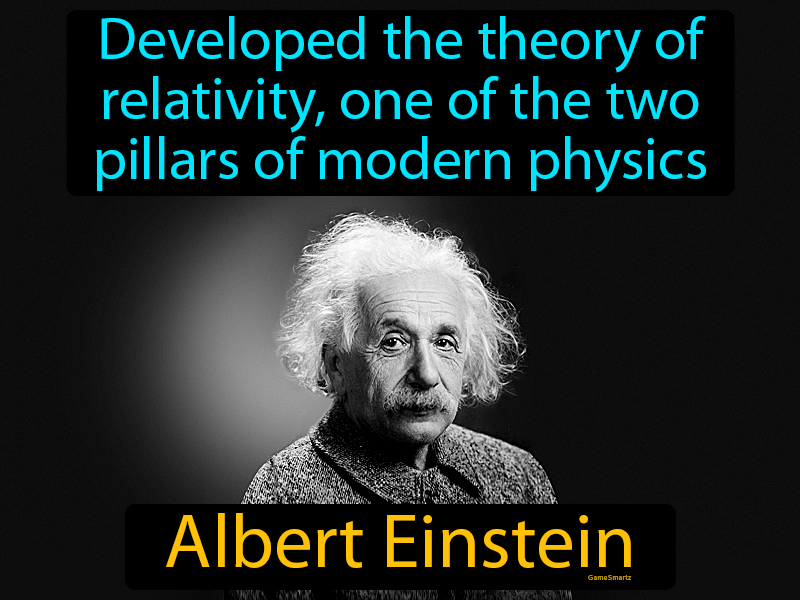 Developed the theory of
relativity, one of the two
pillars of modern physics
Albert Einstein
GameSmartz